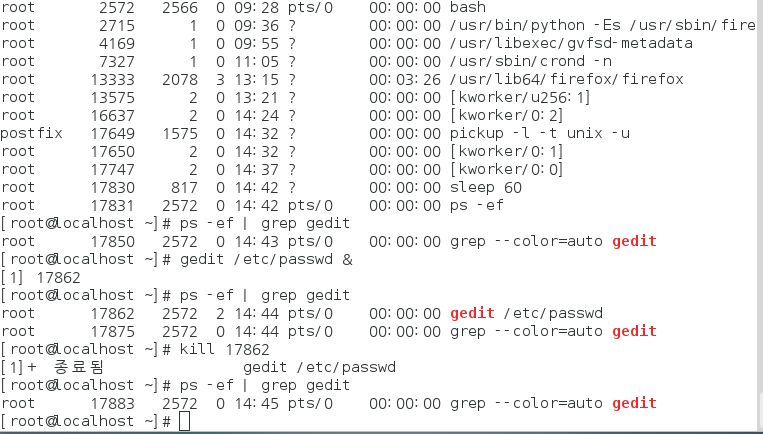 root 2572 2566 0 09:28 pts/0 00:00:00 bash
root 2715 1 0 09:36 ? 00:00:00 /usr/bin/python -Es /usr/sbin/fire
root 4169 1 0 09:55 ? 00:00:00 /usr/libexec/gvfsd-metadata
root 7327 1 0 11:05 ? 00:00:00 /usr/sbin/crond -n
root 13333 2078 3 13:15 ? 00:03:26 /usr/lib64/firefox/firefox
root 13575 2 0 13:21 ? 00:00:00 [kworker/u256:1]
root 16637 2 0 14:24 ? 00:00:00 [kworker/0:2]
postfix 17649 1575 0 14:32 ? 00:00:00 pickup -l -t unix -u
root 17650 2 0 14:32 ? 00:00:00 [kworker/0:1]
root 17747 2 0 14:37 ? 00:00:00 [kworker/0:0]
root 17830 817 0 14:42 ? 00:00:00 sleep 60
root 17831 2572 0 14:42 pts/0 00:00:00 ps -ef
[root@localhost ~]# ps -ef | grep gedit
root 17850 2572 0 14:43 pts/0 00:00:00 grep --color=auto gedit
[root@localhost ~]# gedit /etc/passwd &
[1] 17862
[root@localhost ~]# ps -ef | grep gedit
root 17862 2572 2 14:44 pts/0 00:00:00 gedit /etc/passwd
root 17875 2572 0 14:44 pts/0 00:00:00 grep --color=auto gedit
[root@localhost ~]# kill 17862
[1]+ 종료됨 gedit /etc/passwd
[root@localhost ~]# ps -ef | grep gedit
root 17883 2572 0 14:45 pts/0 00:00:00 grep --color=auto gedit
[root@localhost ~]#